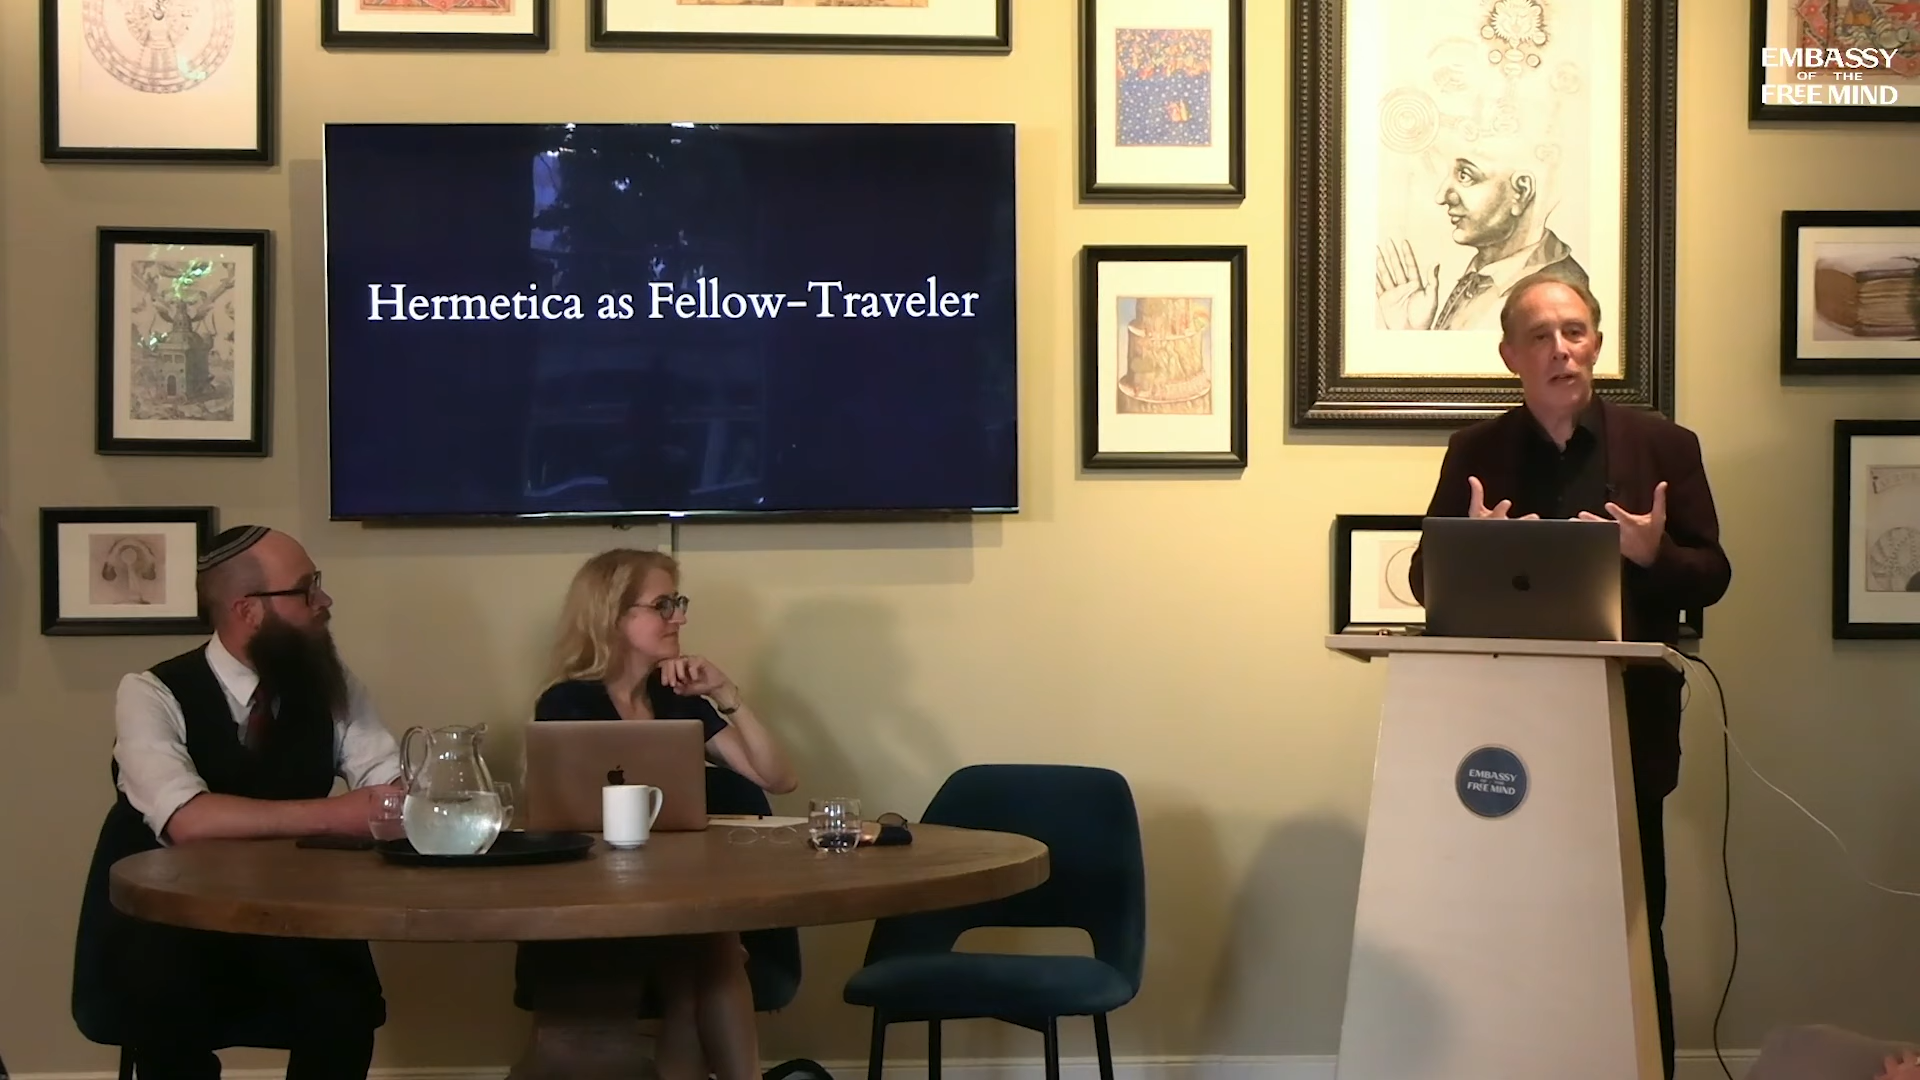 EMBASSY
OF THE
FREE MIND
Hermetica as Fellow-Traveler
EMBASSY
OF THE
FREE MIND